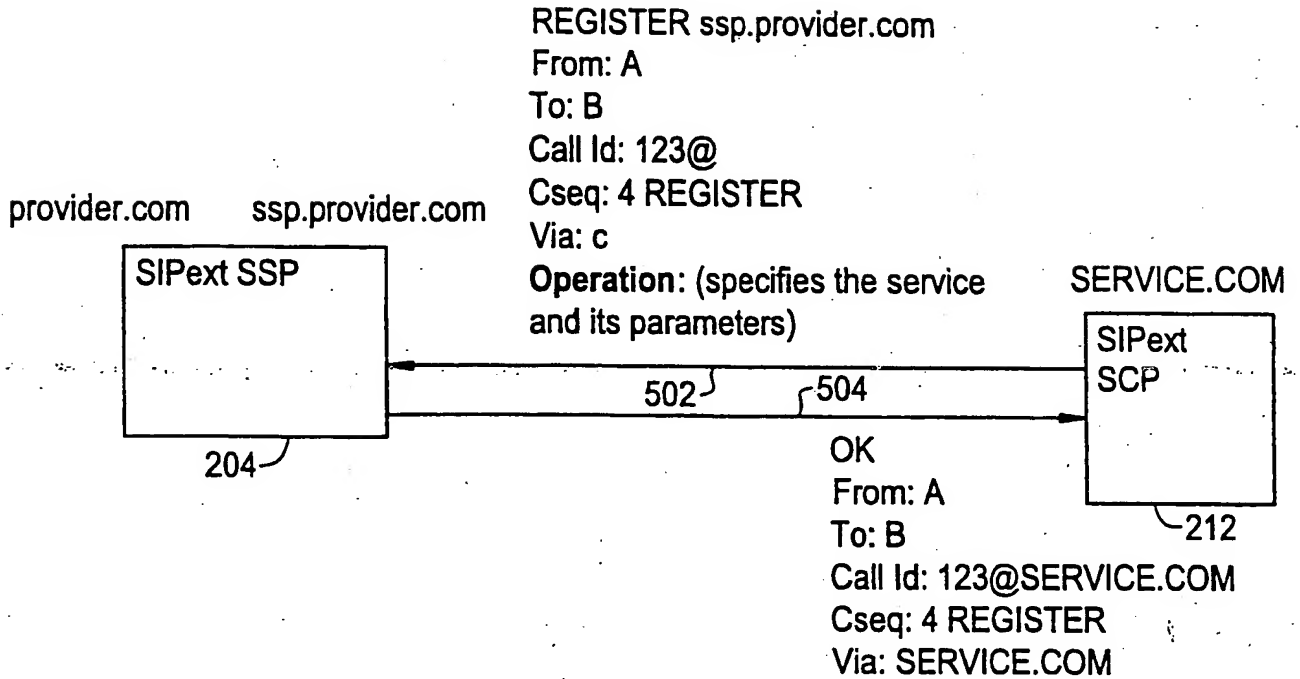 REGISTER ssp.provider.com
From: A
To: B
Call Id: 123@
Cseq: 4 REGISTER
Via: c
Operation: (specifies the service
and its parameters)
provider.com ssp.provider.com
SIPext SSP
204
SERVICE.COM
SIPext
SCP
212
502
504
OK
From: A
To: B
Call Id: 123@SERVICE.COM
Cseq: 4 REGISTER
Via: SERVICE.COM